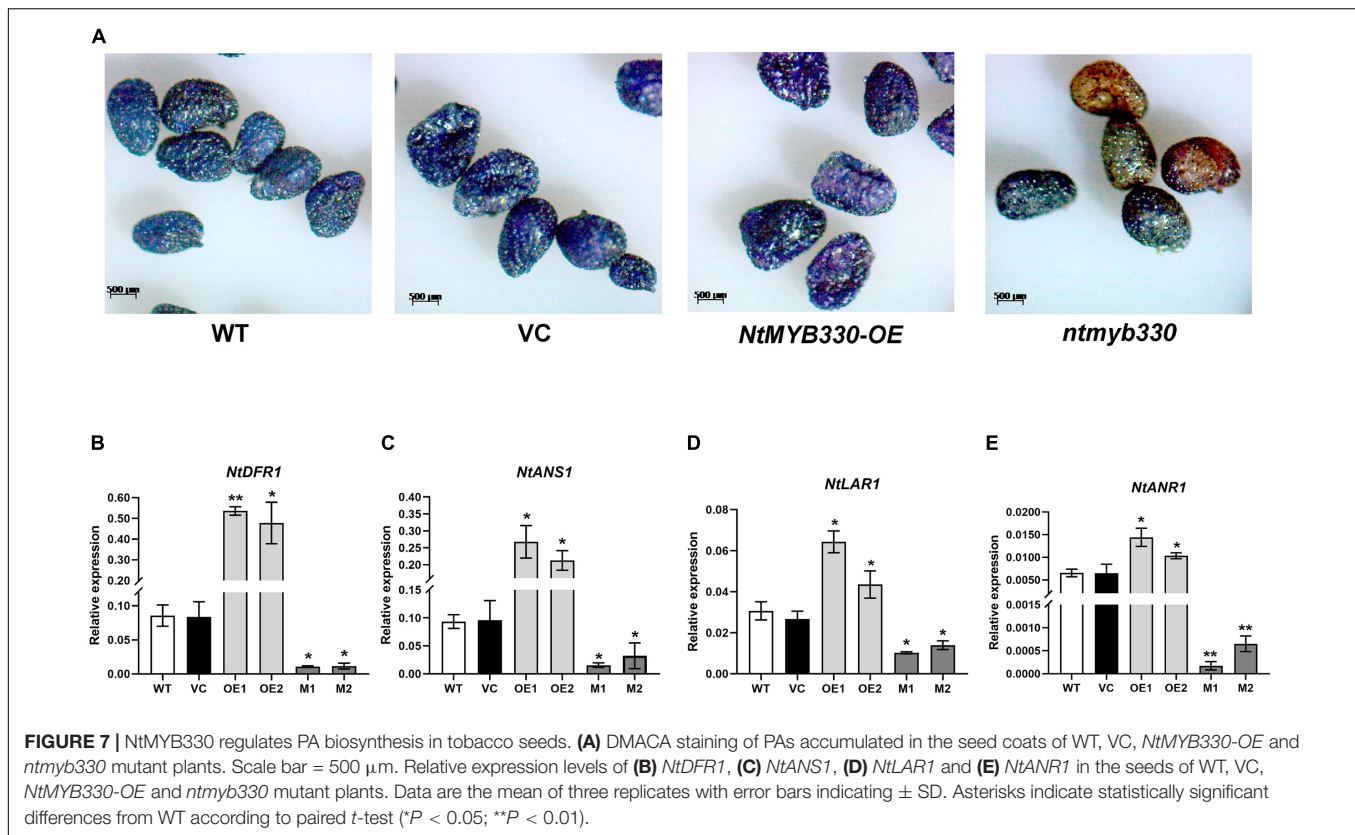 A
500 μm
500 μm
500 μm
500 μm
WT
VC
NtMYB330-OE
ntmyb330
B
NtDFR1
Relative expression
0.60
0.50
0.40
0.30
0.20
0.10
0.05
0.00
**
*
*
*
WT VC OE1 OE2 M1 M2
C
NtANS1
Relative expression
0.40
0.35
0.30
0.25
0.20
0.15
0.10
0.05
0.00
*
*
*
*
WT VC OE1 OE2 M1 M2
D
NtLAR1
Relative expression
0.08
0.06
0.04
0.02
0.00
*
*
*
*
WT VC OE1 OE2 M1 M2
E
NtANR1
Relative expression
0.0200
0.0150
0.0100
0.0050
0.0015
0.0010
0.0005
0.0000
*
*
**
**
WT VC OE1 OE2 M1 M2
FIGURE 7 | NtMYB330 regulates PA biosynthesis in tobacco seeds. (A) DMACA staining of PAs accumulated in the seed coats of WT, VC, NtMYB330-OE and
ntmyb330 mutant plants. Scale bar = 500 μm. Relative expression levels of (B) NtDFR1, (C) NtANS1, (D) NtLAR1 and (E) NtANR1 in the seeds of WT, VC,
NtMYB330-OE and ntmyb330 mutant plants. Data are the mean of three replicates with error bars indicating ± SD. Asterisks indicate statistically significant
differences from WT according to paired t-test (*P < 0.05; **P < 0.01).